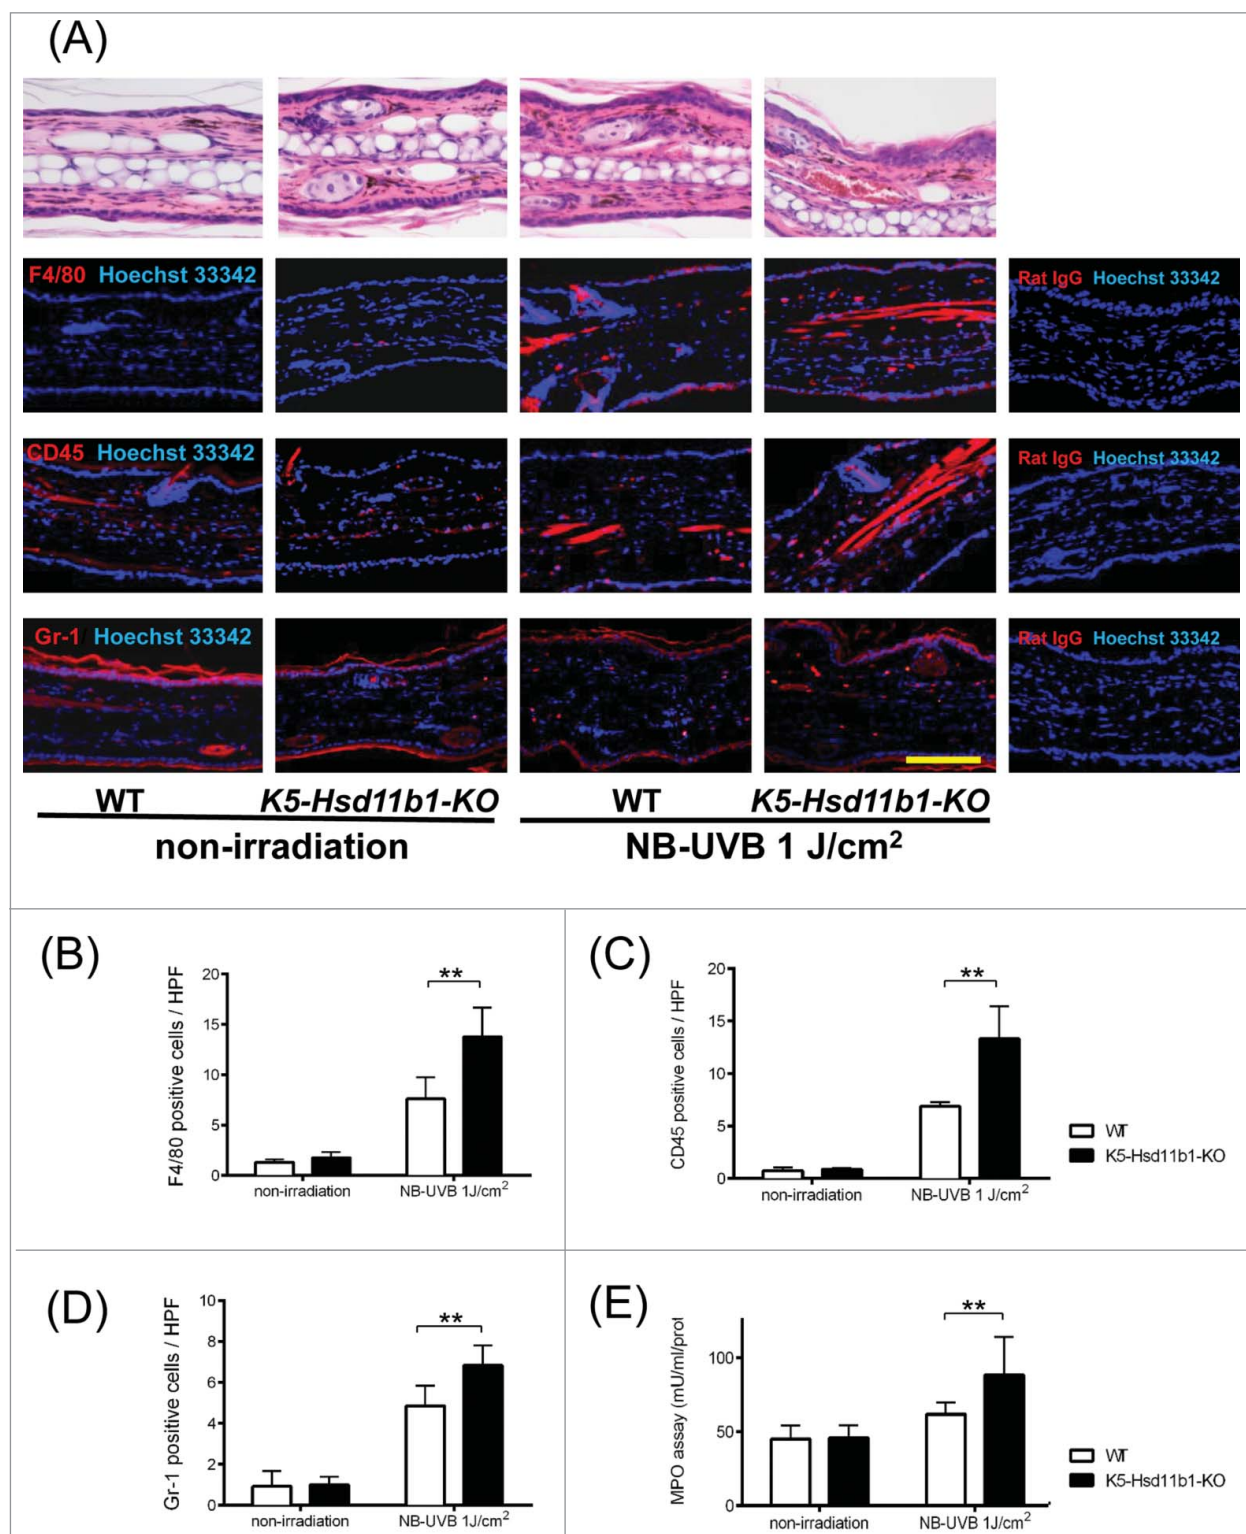 (A)
F4/80 Hoechst 33342
Rat IgG Hoechst 33342
CD45 Hoechst 33342
Rat IgG Hoechst 33342
Gr-1 Hoechst 33342
Rat IgG Hoechst 33342
WT K5-Hsd11b1-KO WT K5-Hsd11b1-KO
non-irradiation NB-UVB 1 J/cm²
(B)
F4/80 positive cells / HPF
20
15
10
5
0
**
non-irradiation NB-UVB 1J/cm²
(C)
CD45 positive cells / HPF
20
15
10
5
0
**
non-irradiation NB-UVB 1 J/cm²
WT
K5-Hsd11b1-KO
(D)
Gr-1 positive cells / HPF
10
8
6
4
2
0
**
non-irradiation NB-UVB 1J/cm²
(E)
MPO assay (mU/ml/prot
100
50
0
**
non-irradiation NB-UVB 1J/cm²
WT
K5-Hsd11b1-KO